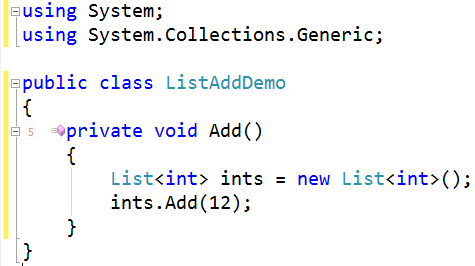 using System;
using System.Collections.Generic;
public class ListAddDemo
{
5 private void Add()
{
List<int> ints = new List<int>();
ints.Add(12);
}
}